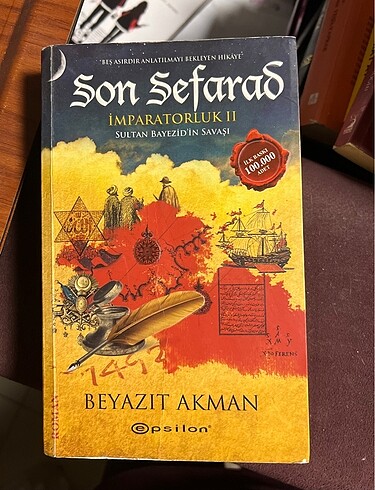 'BEŞ ASIRDIR ANLATILMAYI BEKLEYEN HİKÂYE'
Son Sefarad
İMPARATORLUK II
SULTAN BAYEZİD'İN SAVAŞI
İLK BASKI
100.000
ADET
1492
BEYAZIT AKMAN
epsilon
ROMAN